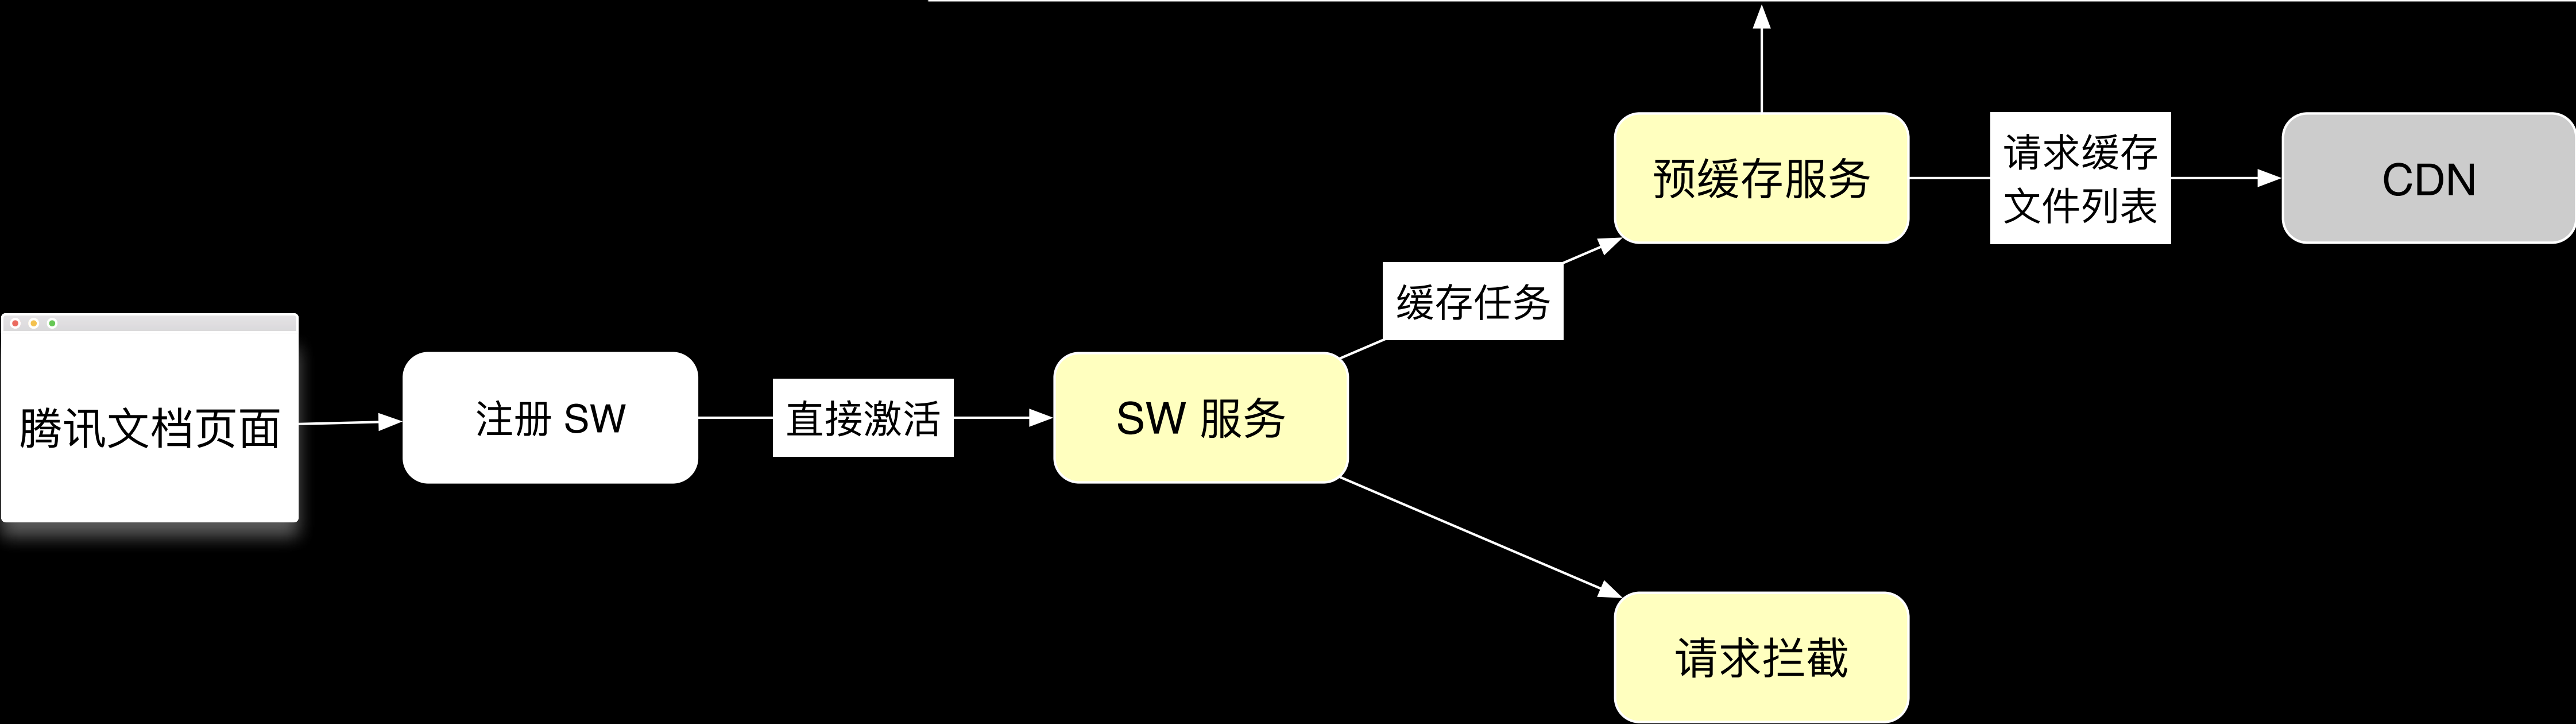 腾讯文档页面
注册 SW
直接激活
SW 服务
缓存任务
预缓存服务
请求缓存
文件列表
CDN
请求拦截